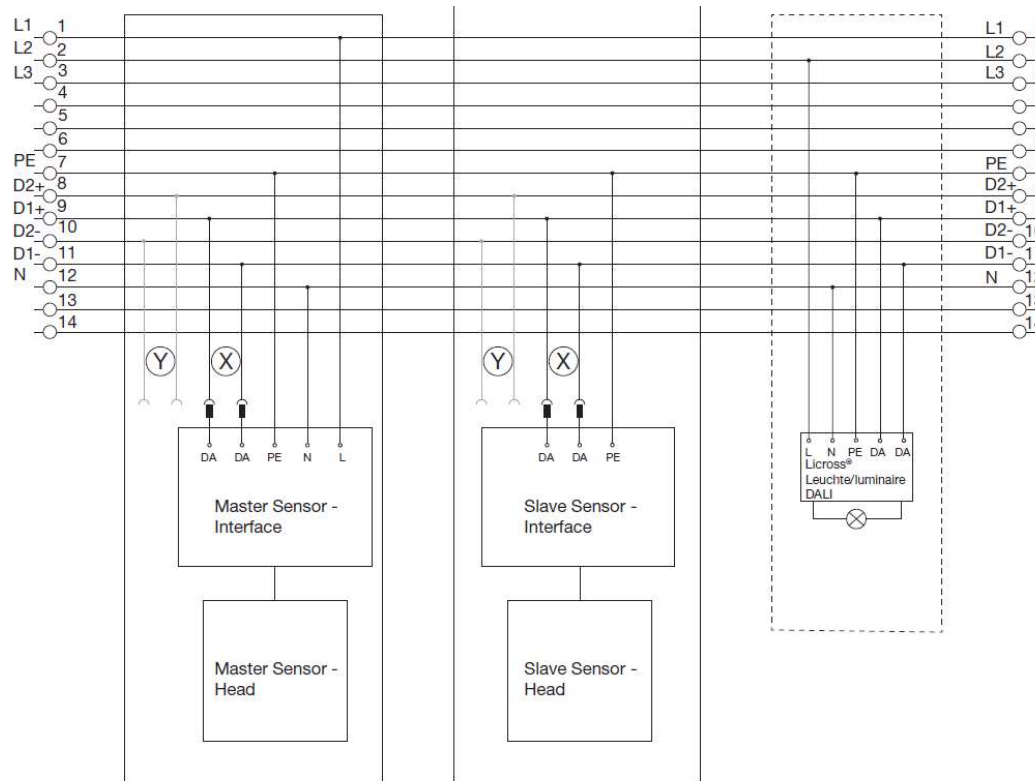 L1 1
L2 2
L3 3
4
5
6
PE 7
D2+ 8
D1+ 9
D2- 10
D1- 11
N 12
13
14
L1
L2
L3
PE
D2+
D1+
D2-
D1-
N
Y X
Y X
DA DA PE N L
Master Sensor -
Interface
Master Sensor -
Head
DA DA PE
Slave Sensor -
Interface
Slave Sensor -
Head
L N PE DA DA
Licross®
Leuchte/luminaire
DALI